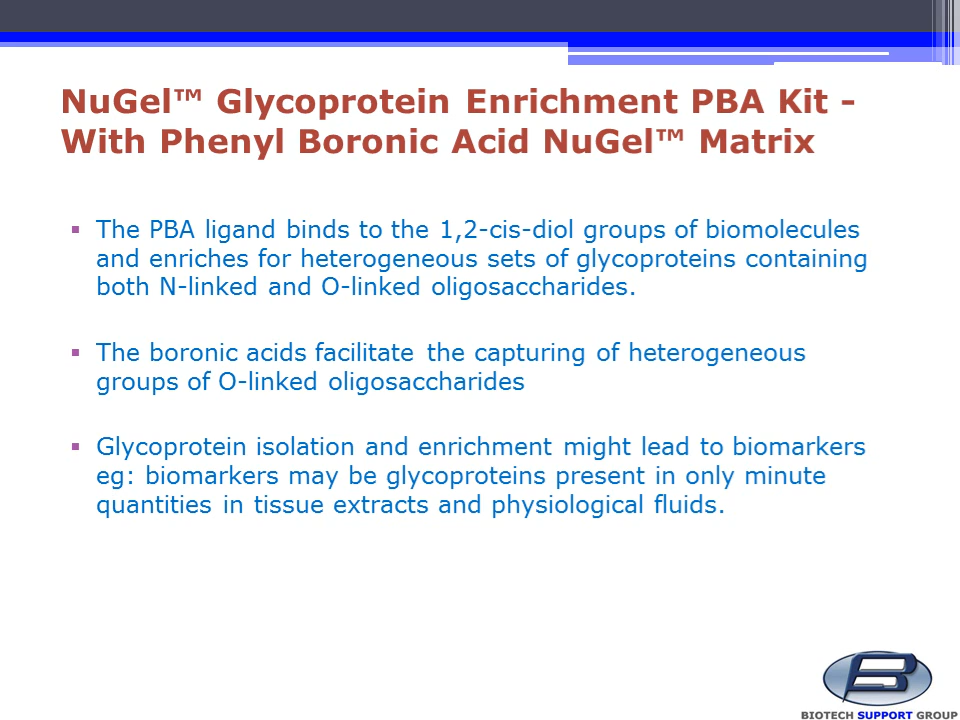 NuGel™ Glycoprotein Enrichment PBA Kit -
With Phenyl Boronic Acid NuGel™ Matrix
▪ The PBA ligand binds to the 1,2-cis-diol groups of biomolecules
and enriches for heterogeneous sets of glycoproteins containing
both N-linked and O-linked oligosaccharides.
▪ The boronic acids facilitate the capturing of heterogeneous
groups of O-linked oligosaccharides
▪ Glycoprotein isolation and enrichment might lead to biomarkers
eg: biomarkers may be glycoproteins present in only minute
quantities in tissue extracts and physiological fluids.
B
BIOTECH SUPPORT GROUP